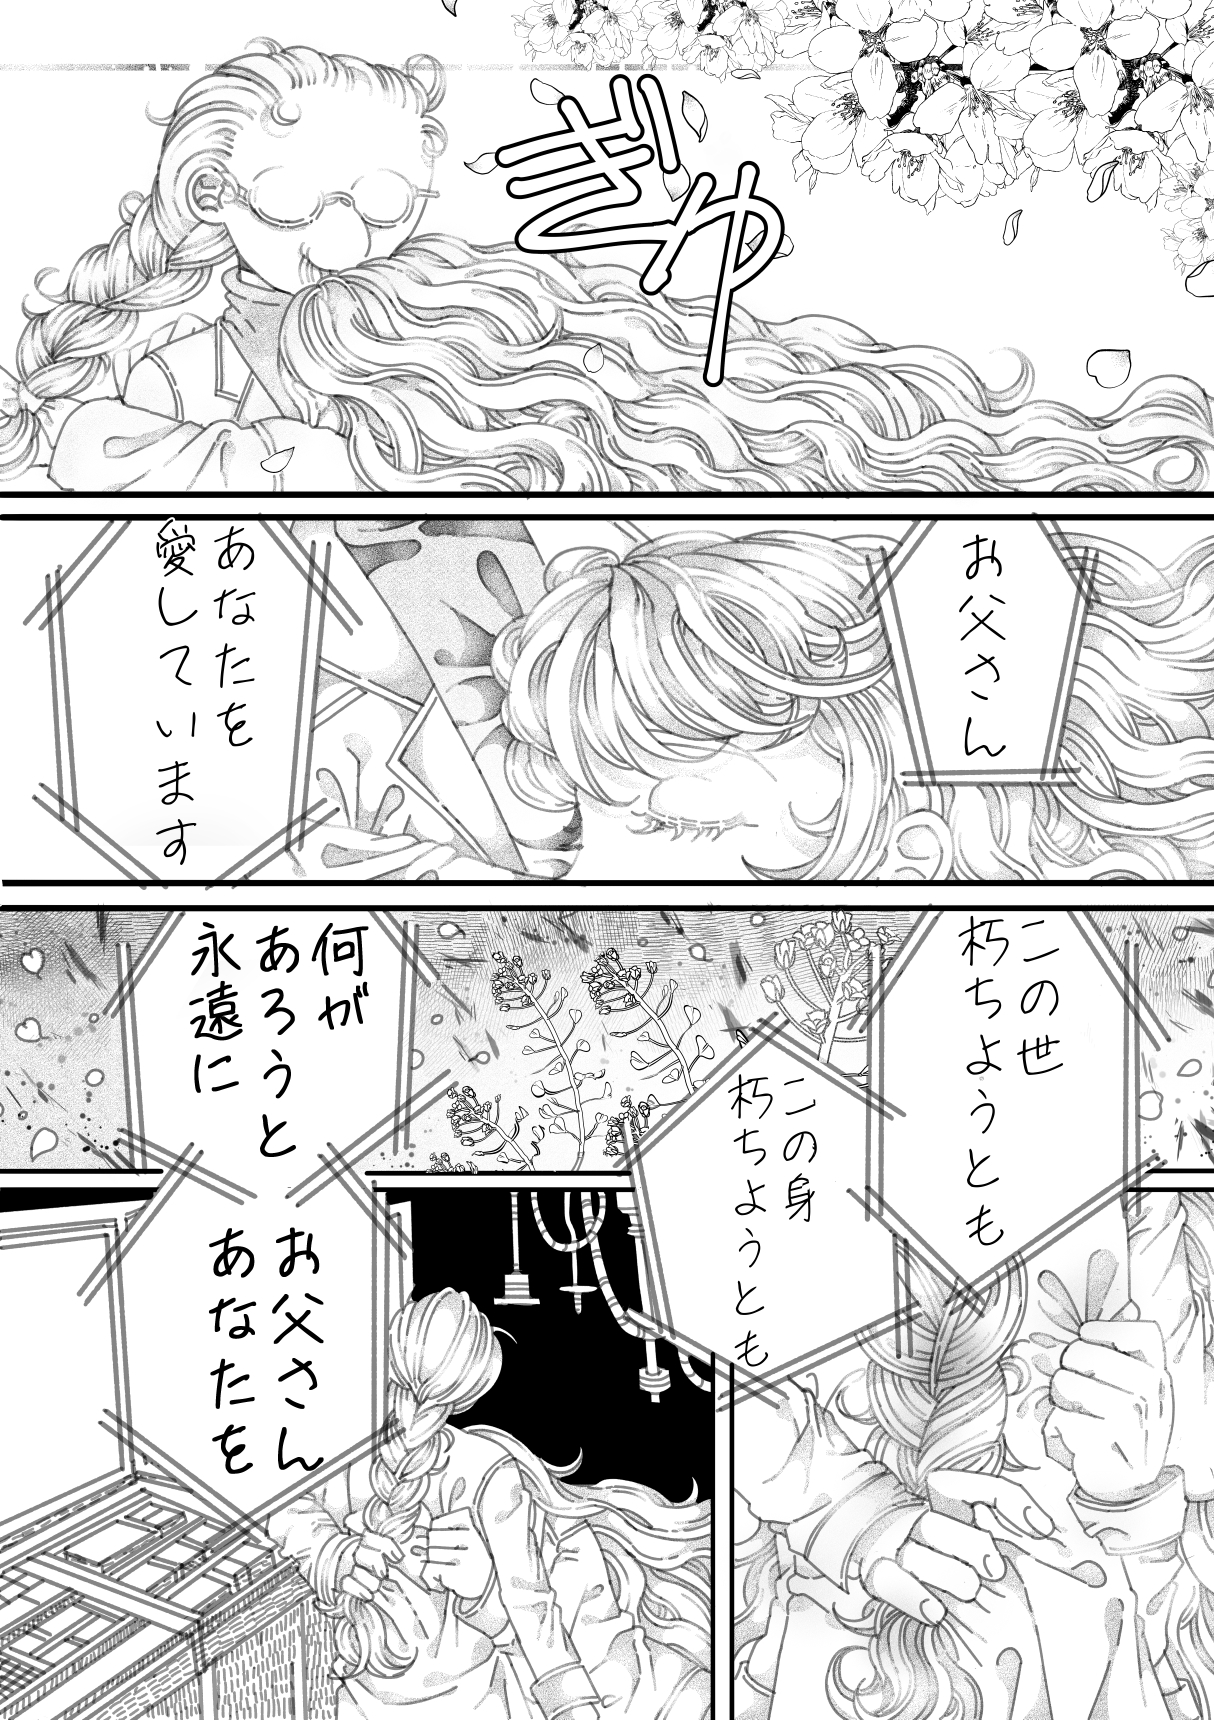 ぎゅ
お父さん
あなたを
愛しています
この世
朽ちようとも
この身
朽ちようとも
何が
あろうと
永遠に
お父さん
あなたを